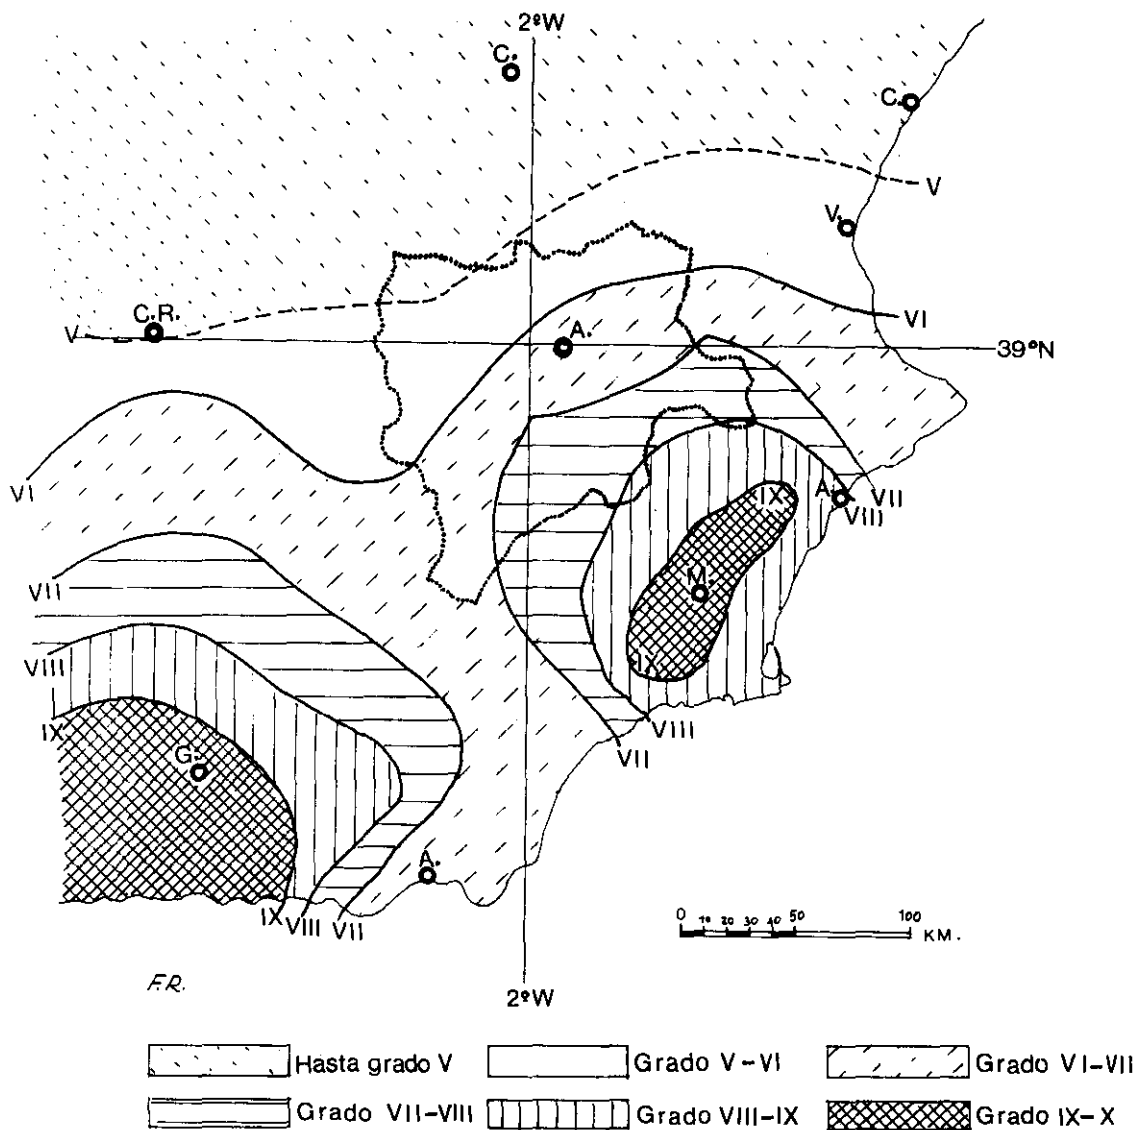 2ºW
C.
C.
V
V.
C.R.
V
VI
A.
39ºN
VI
IX
A.
VII
VIII
VII
M.
VIII
IX
IX
G.
VIII
VII
A.
IX VIII VII
0 10 20 30 40 50 100
KM.
F.R.
2ºW
Hasta grado V
Grado V-VI
Grado VI-VII
Grado VII-VIII
Grado VIII-IX
Grado IX-X